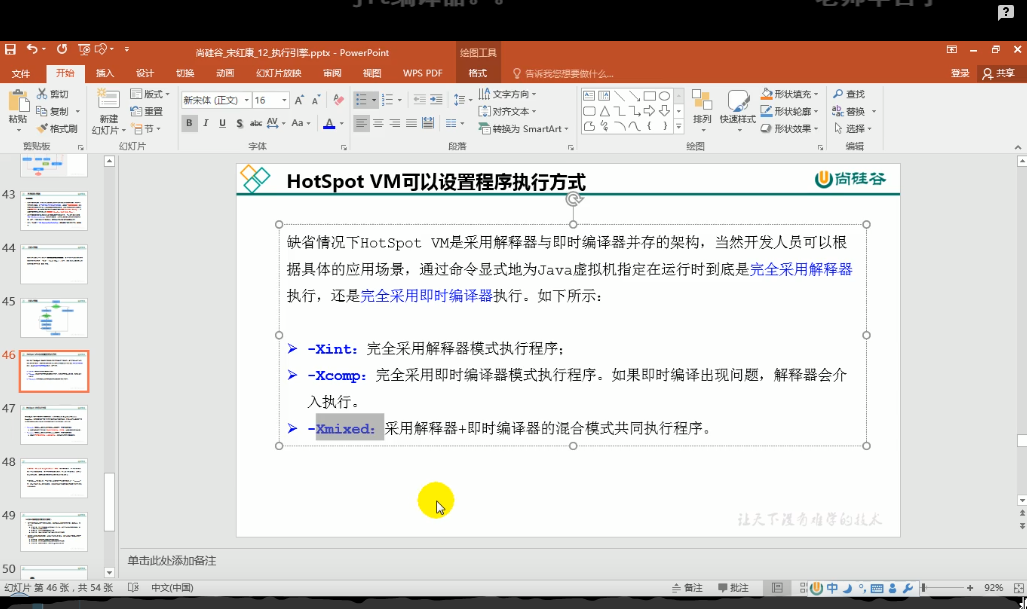 jre编译器。。
老师军官手
?
尚硅谷_宋红康_12_执行引擎.pptx - PowerPoint
绘图工具
文件 开始 插入 设计 切换 动画 幻灯片放映 审阅 视图 WPS PDF 格式 告诉我您想要做什么... 登录 共享
粘贴 剪切 复制 格式刷 剪贴板
新建幻灯片 版式 重置 节 幻灯片
新宋体 (正文) 16 B I U S abc AV Aa A 字体
文字方向 对齐文本 转换为 SmartArt 段落
排列 快速样式 形状填充 形状轮廓 形状效果 绘图
查找 替换 选择 编辑
43
44
45
46
47
48
49
50
HotSpot VM可以设置程序执行方式
尚硅谷
缺省情况下HotSpot VM是采用解释器与即时编译器并存的架构，当然开发人员可以根
据具体的应用场景，通过命令显式地为Java虚拟机指定在运行时到底是完全采用解释器
执行，还是完全采用即时编译器执行。如下所示：
➢ -Xint：完全采用解释器模式执行程序；
➢ -Xcomp：完全采用即时编译器模式执行程序。如果即时编译出现问题，解释器会介
入执行。
➢ -Xmixed：采用解释器+即时编译器的混合模式共同执行程序。
让天下没有难学的技术
单击此处添加备注
幻灯片 第 46 张，共 54 张 中文(中国) 备注 批注 中 92%